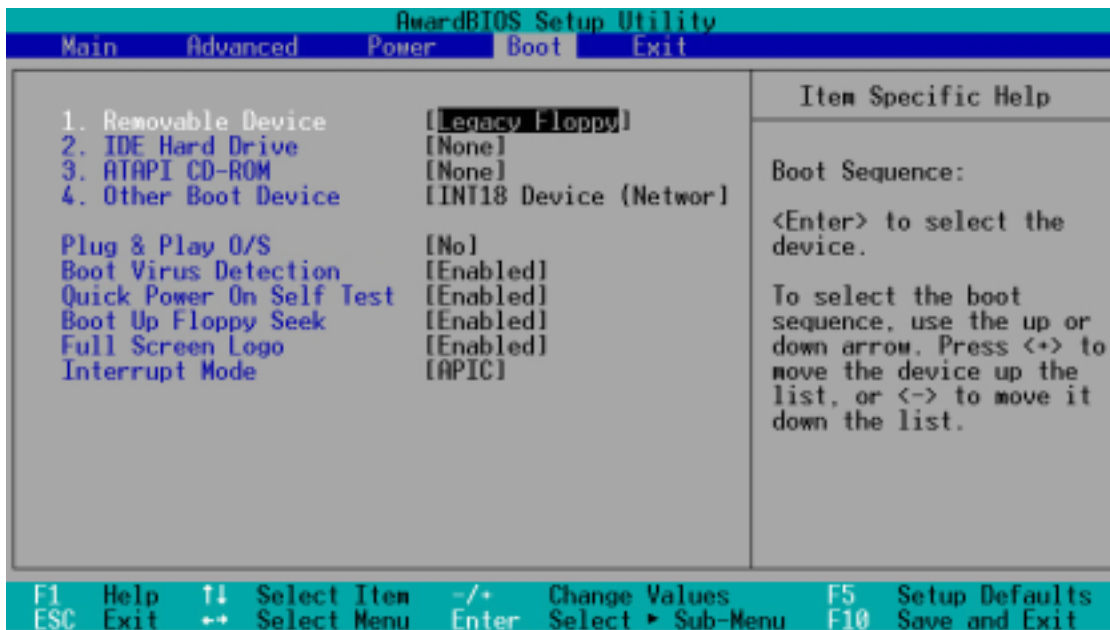 AwardBIOS Setup Utility
Main Advanced Power Boot Exit
1. Removable Device [Legacy Floppy]
2. IDE Hard Drive [None]
3. ATAPI CD-ROM [None]
4. Other Boot Device [INT18 Device (Networ]
Plug & Play O/S [No]
Boot Virus Detection [Enabled]
Quick Power On Self Test [Enabled]
Boot Up Floppy Seek [Enabled]
Full Screen Logo [Enabled]
Interrupt Mode [APIC]
Item Specific Help
Boot Sequence:
<Enter> to select the
device.
To select the boot
sequence, use the up or
down arrow. Press <+> to
move the device up the
list, or <-> to move it
down the list.
F1 Help ↑↓ Select Item -/+ Change Values F5 Setup Defaults
ESC Exit ←→ Select Menu Enter Select ► Sub-Menu F10 Save and Exit